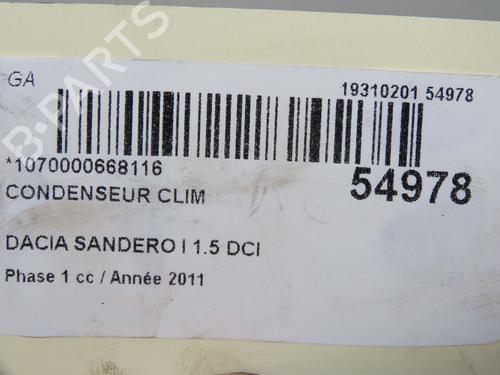 GA
19310201 54978
*1070000668116
54978
CONDENSEUR CLIM
DACIA SANDERO I 1.5 DCI
Phase 1 cc / Année 2011
B-PARTS